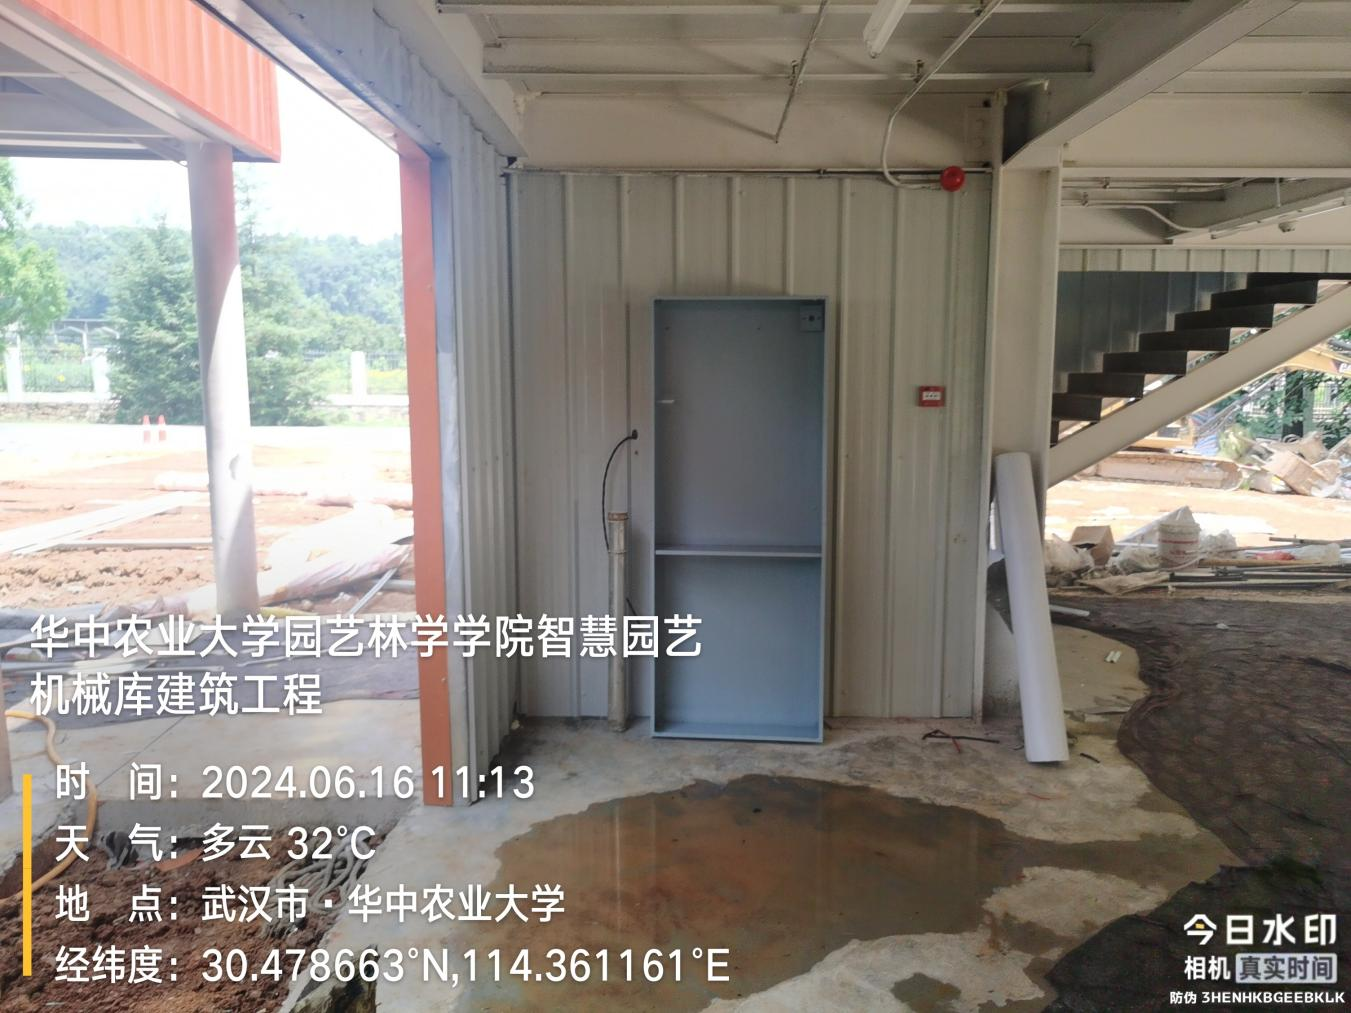 华中农业大学园艺林学学院智慧园艺
机械库建筑工程
时 间：2024.06.16 11:13
天 气：多云 32℃
地 点：武汉市·华中农业大学
经纬度：30.478663°N,114.361161°E
今日水印
相机 真实时间
防伪 3HENHKBGEEBKLK